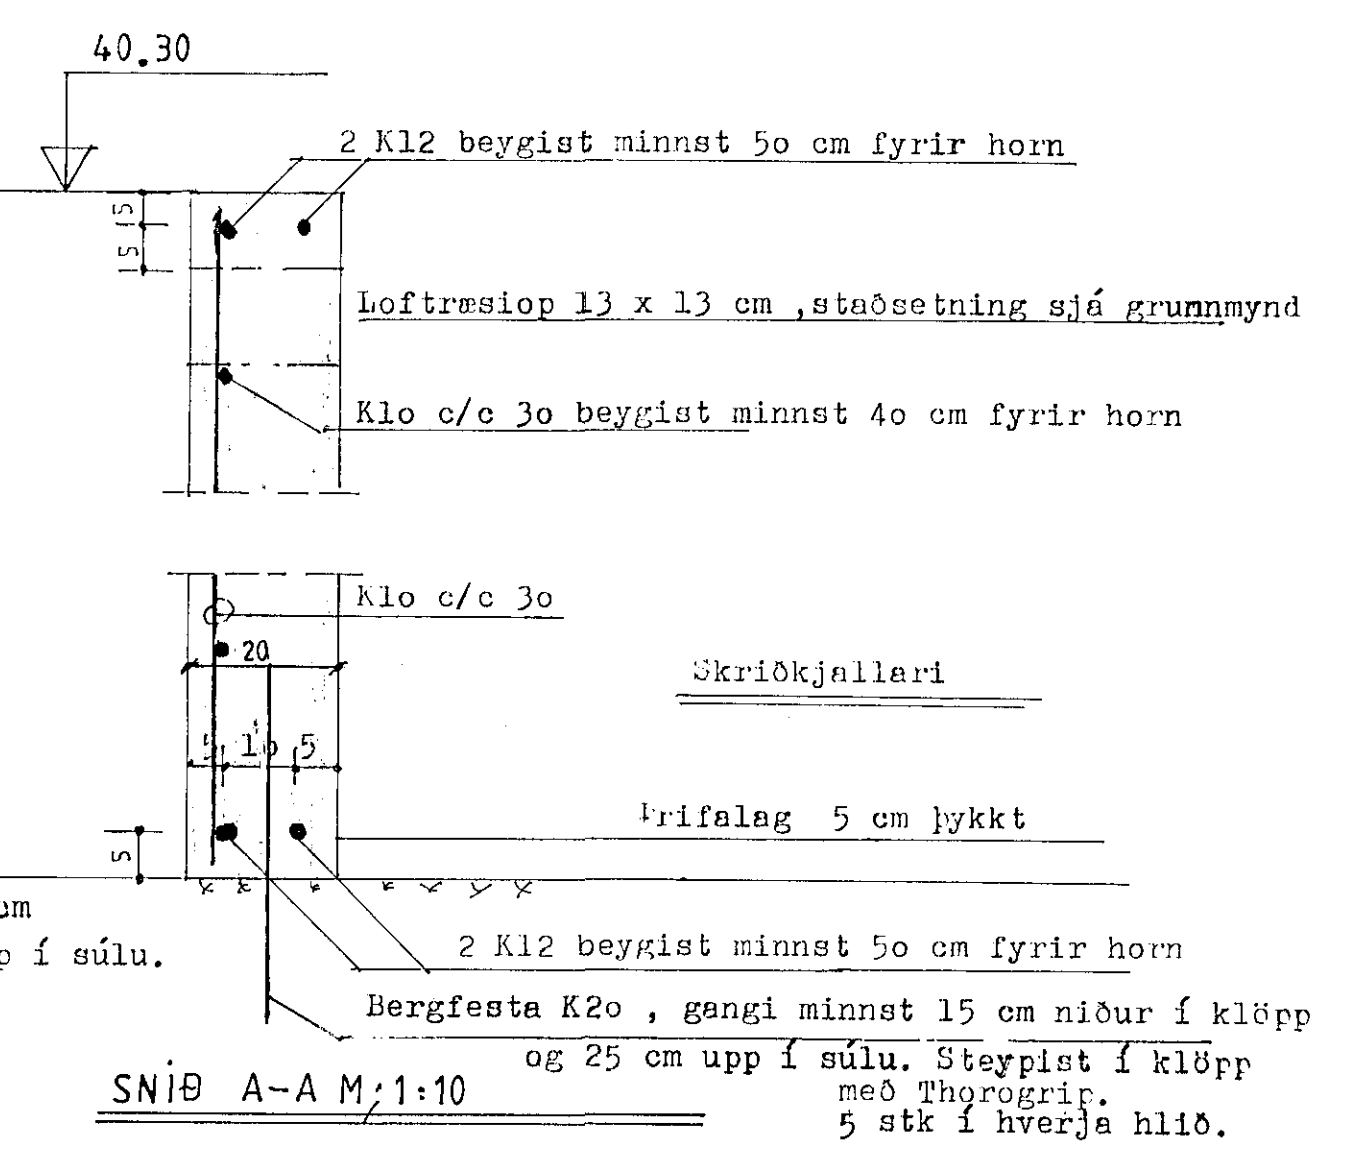 40.30
2 K12 beygist minnst 5o cm fyrir horn
5
5
Loftræsiop 13 x 13 cm ,staðsetning sjá grunnmynd
Klo c/c 3o beygist minnst 4o cm fyrir horn
Klo c/c 3o
20
Skriðkjallari
5 1o 5
Þrifalag 5 cm þykkt
5
í súlu.
2 K12 beygist minnst 5o cm fyrir horn
Bergfesta K2o , gangi minnst 15 cm niður í klöpp
og 25 cm upp í súlu. Steypist í klöpp
með Thorogrip.
5 stk í hverja hlið.
SNIÐ A-A M:1:10